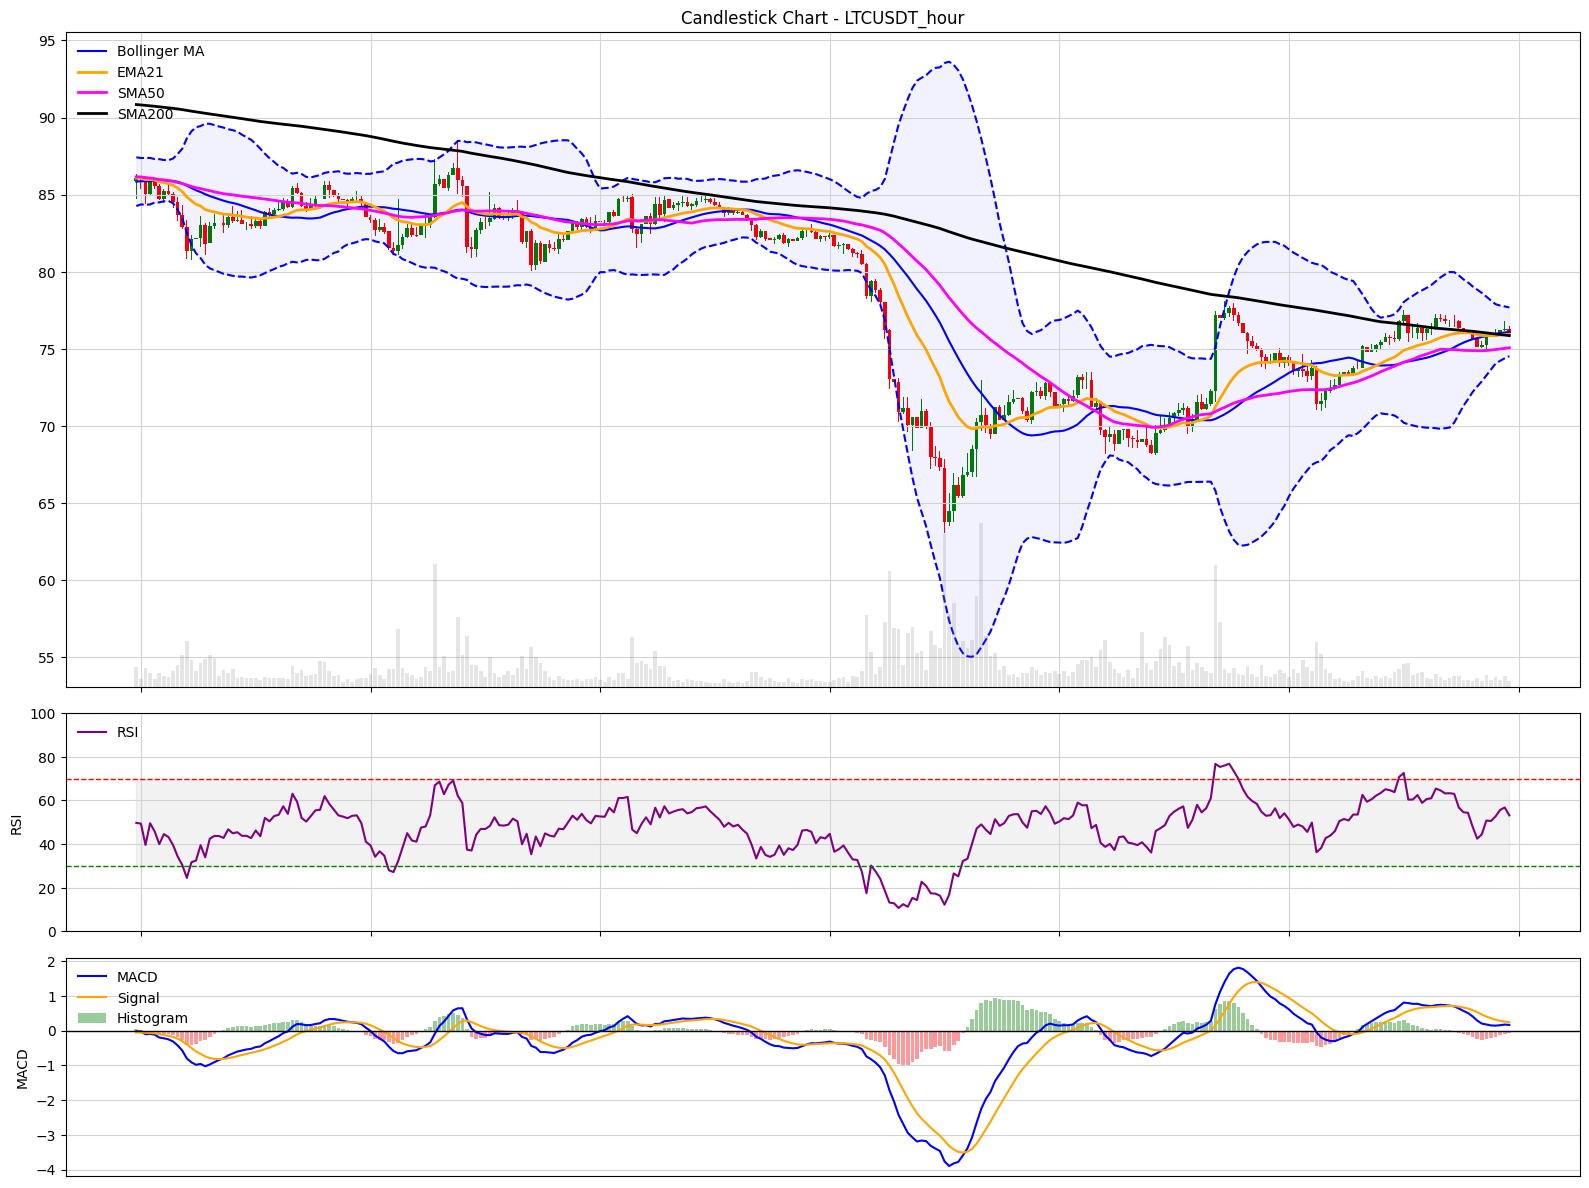 Candlestick Chart - LTCUSDT_hour
95
90
85
80
75
70
65
60
55
Bollinger MA
EMA21
SMA50
SMA200
100
80
60
40
20
0
RSI
RSI
2
1
0
−1
−2
−3
−4
MACD
MACD
Signal
Histogram